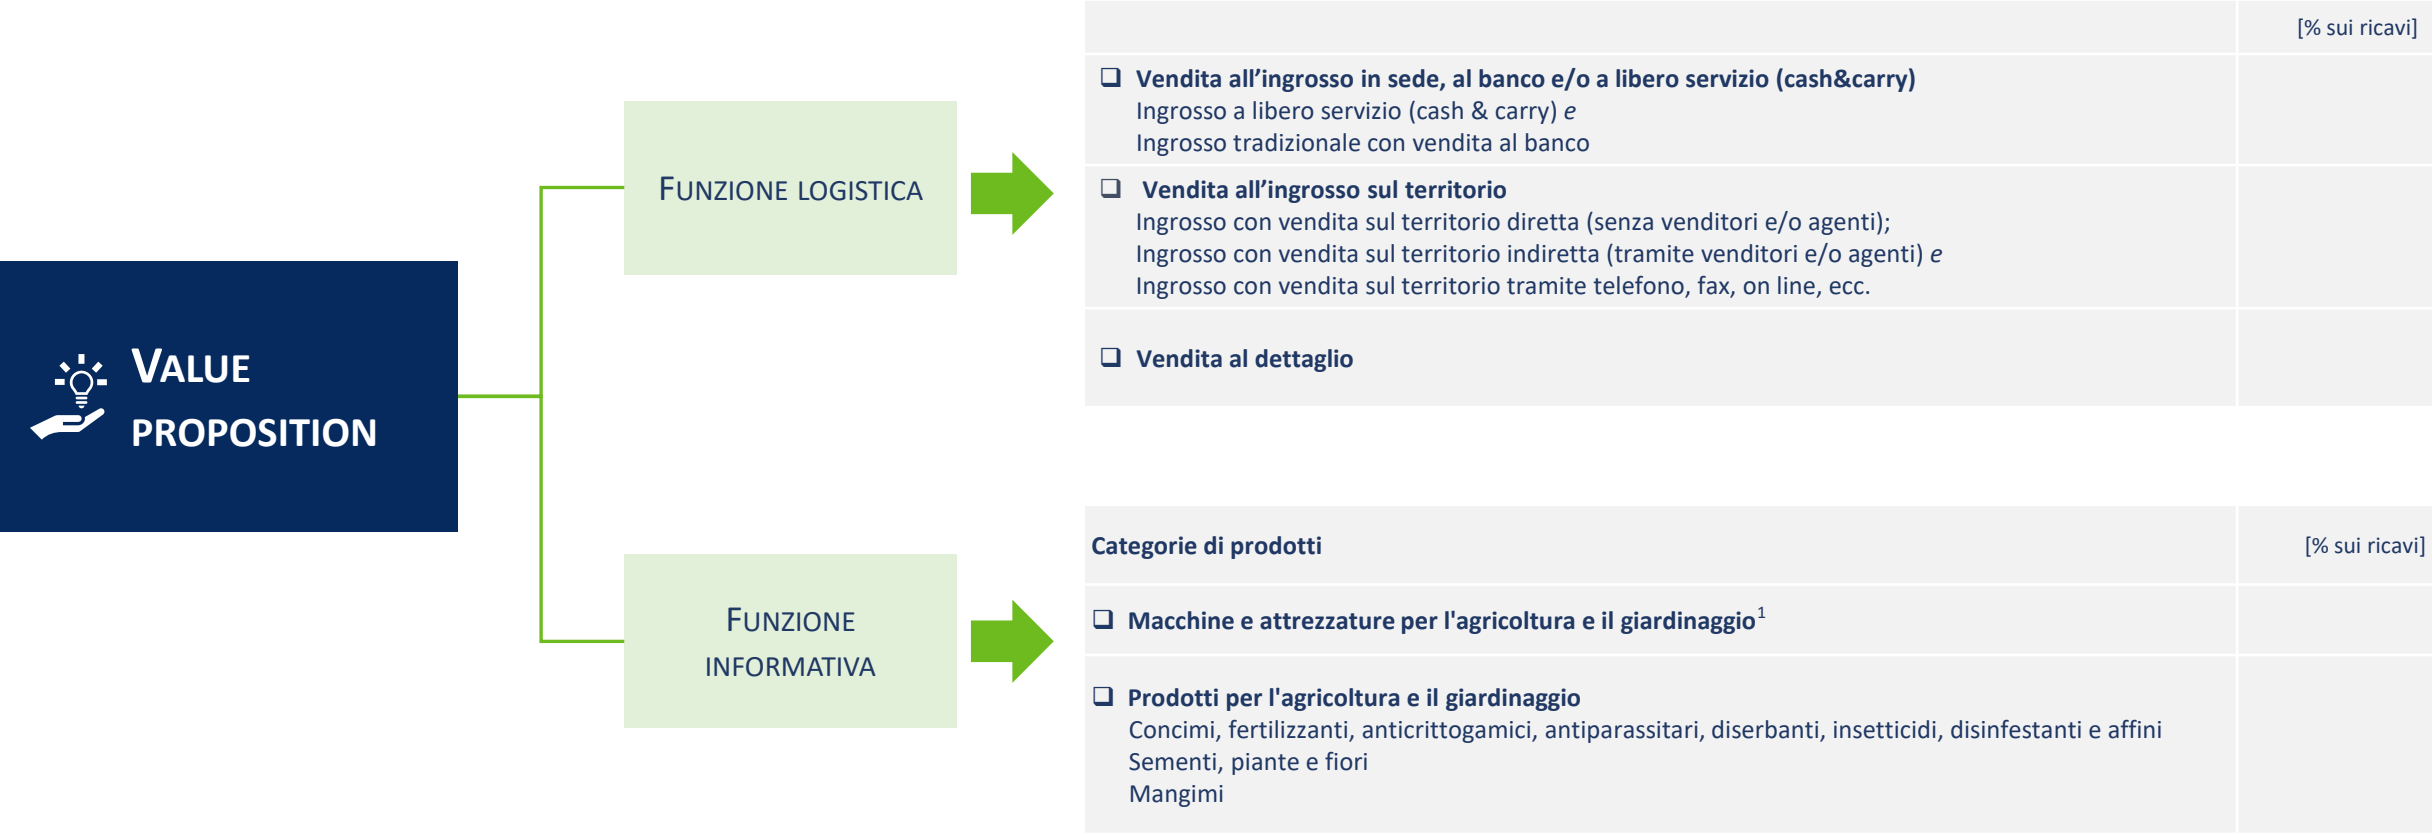 VALUE
PROPOSITION
FUNZIONE LOGISTICA
[% sui ricavi]
❑ Vendita all’ingrosso in sede, al banco e/o a libero servizio (cash&carry)
Ingrosso a libero servizio (cash & carry) e
Ingrosso tradizionale con vendita al banco
❑ Vendita all’ingrosso sul territorio
Ingrosso con vendita sul territorio diretta (senza venditori e/o agenti);
Ingrosso con vendita sul territorio indiretta (tramite venditori e/o agenti) e
Ingrosso con vendita sul territorio tramite telefono, fax, on line, ecc.
❑ Vendita al dettaglio
FUNZIONE
INFORMATIVA
Categorie di prodotti [% sui ricavi]
❑ Macchine e attrezzature per l'agricoltura e il giardinaggio¹
❑ Prodotti per l'agricoltura e il giardinaggio
Concimi, fertilizzanti, anticrittogamici, antiparassitari, diserbanti, insetticidi, disinfestanti e affini
Sementi, piante e fiori
Mangimi